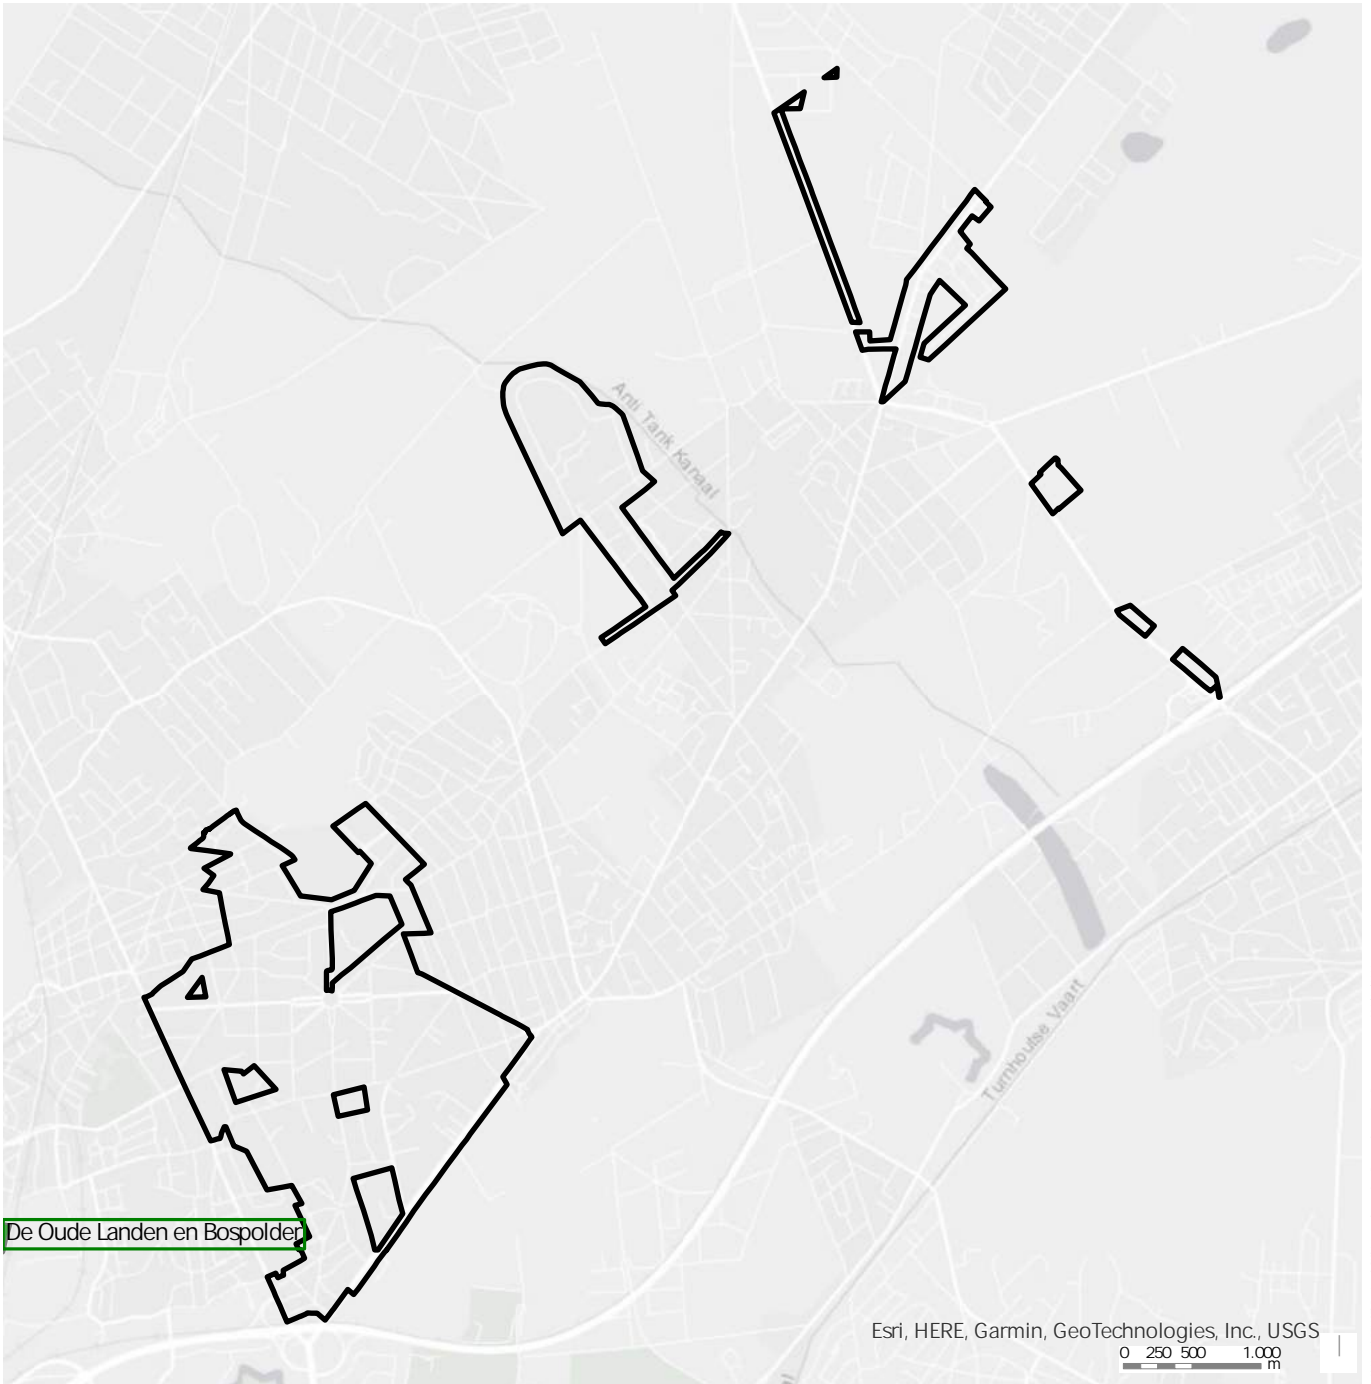 Anti Tank Kanaal
Turnhoutse Vaart
De Oude Landen en Bospolder
Esri, HERE, Garmin, GeoTechnologies, Inc., USGS
0 250 500 1.000
m